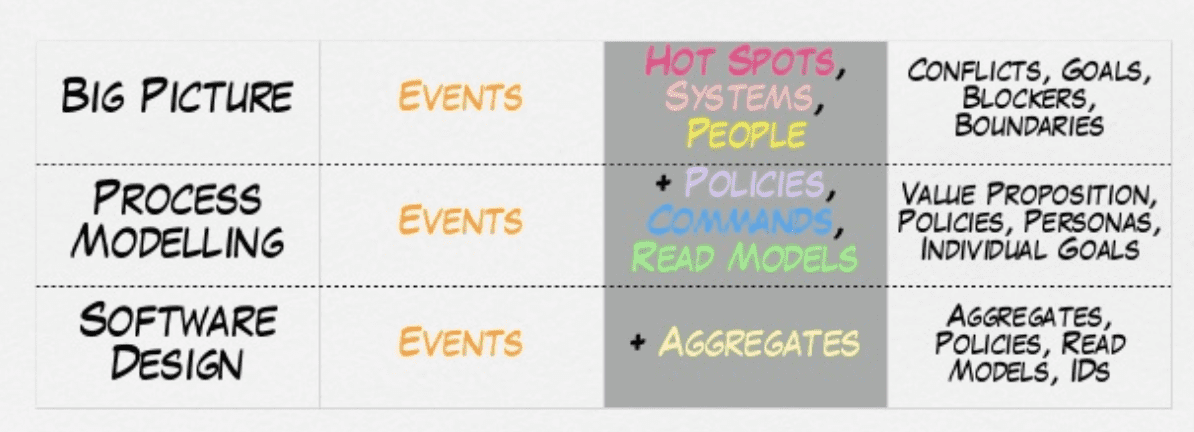 Big Picture
Events
Hot Spots,
Systems,
People
Conflicts, Goals,
Blockers,
Boundaries
Process
Modelling
Events
+ Policies,
Commands,
Read Models
Value Proposition,
Policies, Personas,
Individual Goals
Software
Design
Events
+ Aggregates
Aggregates,
Policies, Read
Models, IDs